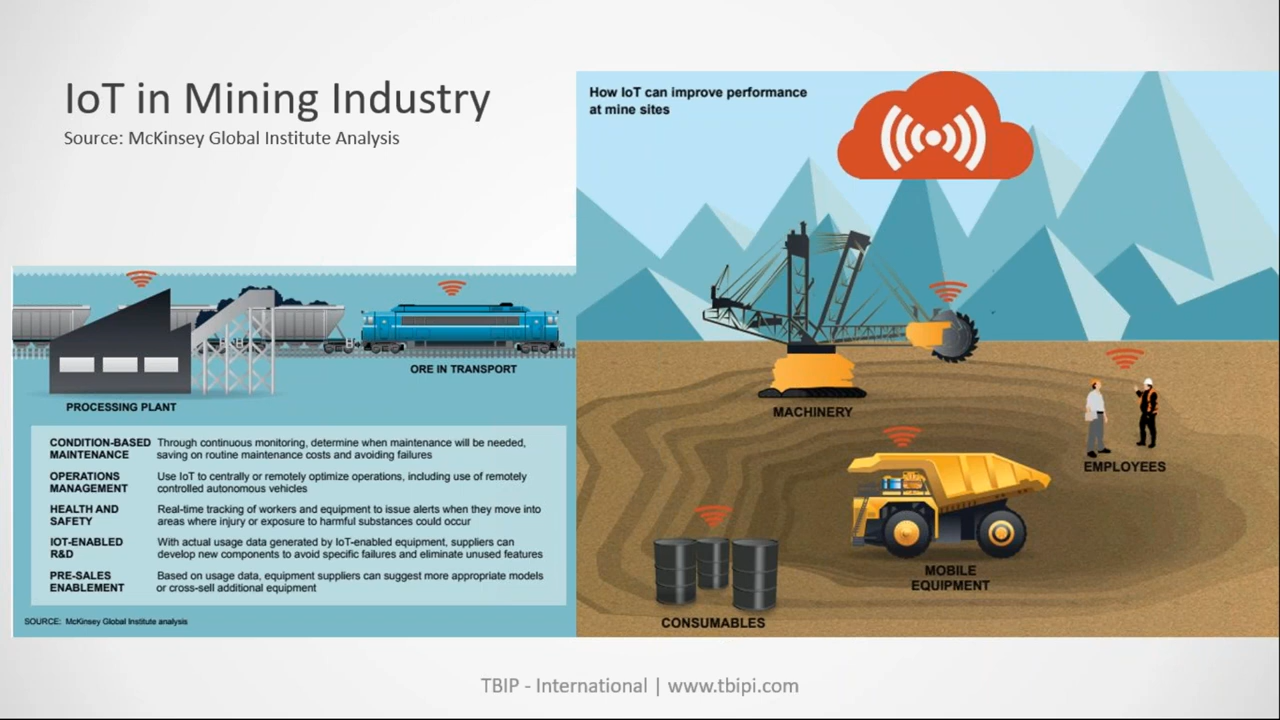 IoT in Mining Industry
Source: McKinsey Global Institute Analysis
How IoT can improve performance
at mine sites
ORE IN TRANSPORT
PROCESSING PLANT
CONDITION-BASED MAINTENANCE
Through continuous monitoring, determine when maintenance will be needed,
saving on routine maintenance costs and avoiding failures
OPERATIONS MANAGEMENT
Use IoT to centrally or remotely optimize operations, including use of remotely
controlled autonomous vehicles
HEALTH AND SAFETY
Real-time tracking of workers and equipment to issue alerts when they move into
areas where injury or exposure to harmful substances could occur
IOT-ENABLED R&D
With actual usage data generated by IoT-enabled equipment, suppliers can
develop new components to avoid specific failures and eliminate unused features
PRE-SALES ENABLEMENT
Based on usage data, equipment suppliers can suggest more appropriate models
or cross-sell additional equipment
SOURCE: McKinsey Global Institute analysis
MACHINERY
EMPLOYEES
MOBILE
EQUIPMENT
CONSUMABLES
TBIP - International | www.tbipi.com